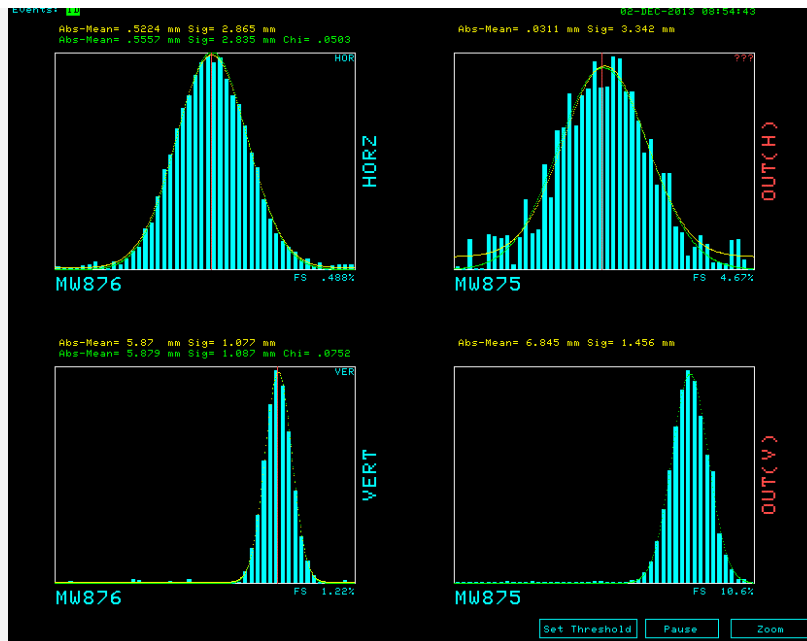 Events:
02-DEC-2013 08:54:43
Abs-Mean= .5224 mm Sig= 2.865 mm
Abs-Mean= .5557 mm Sig= 2.835 mm Chi= .0503
Abs-Mean= .0311 mm Sig= 3.342 mm
HOR
HORZ
???
OUT(H)
MW876
FS .488%
MW875
FS 4.67%
Abs-Mean= 5.87 mm Sig= 1.077 mm
Abs-Mean= 5.879 mm Sig= 1.087 mm Chi= .0752
Abs-Mean= 6.845 mm Sig= 1.456 mm
VER
VERT
OUT(V)
MW876
FS 1.22%
MW875
FS 10.6%
Set Threshold
Pause
Zoom